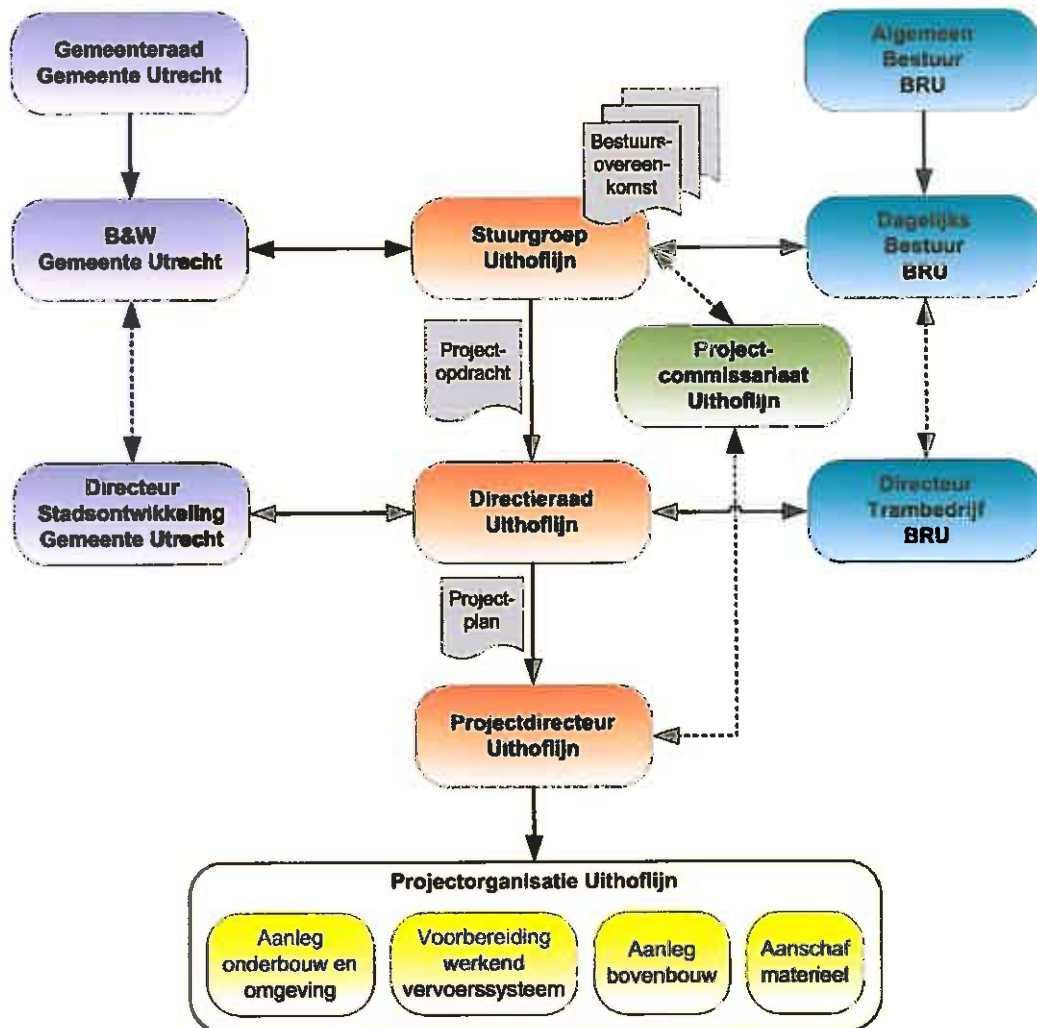 Gemeenteraad
Gemeente Utrecht
Algemeen
Bestuur
BRU
Bestuurs-
overeen-
komst
B&W
Gemeente Utrecht
Stuurgroep
Uithoflijn
Dagelijks
Bestuur
BRU
Project-
opdracht
Project-
commissariaat
Uithoflijn
Directeur
Stadsontwikkeling
Gemeente Utrecht
Directieraad
Uithoflijn
Directeur
Trambedrijf
BRU
Project-
plan
Projectdirecteur
Uithoflijn
Projectorganisatie Uithoflijn
Aanleg
onderbouw en
omgeving
Voorbereiding
werkend
vervoerssysteem
Aanleg
bovenbouw
Aanschaf
materieel